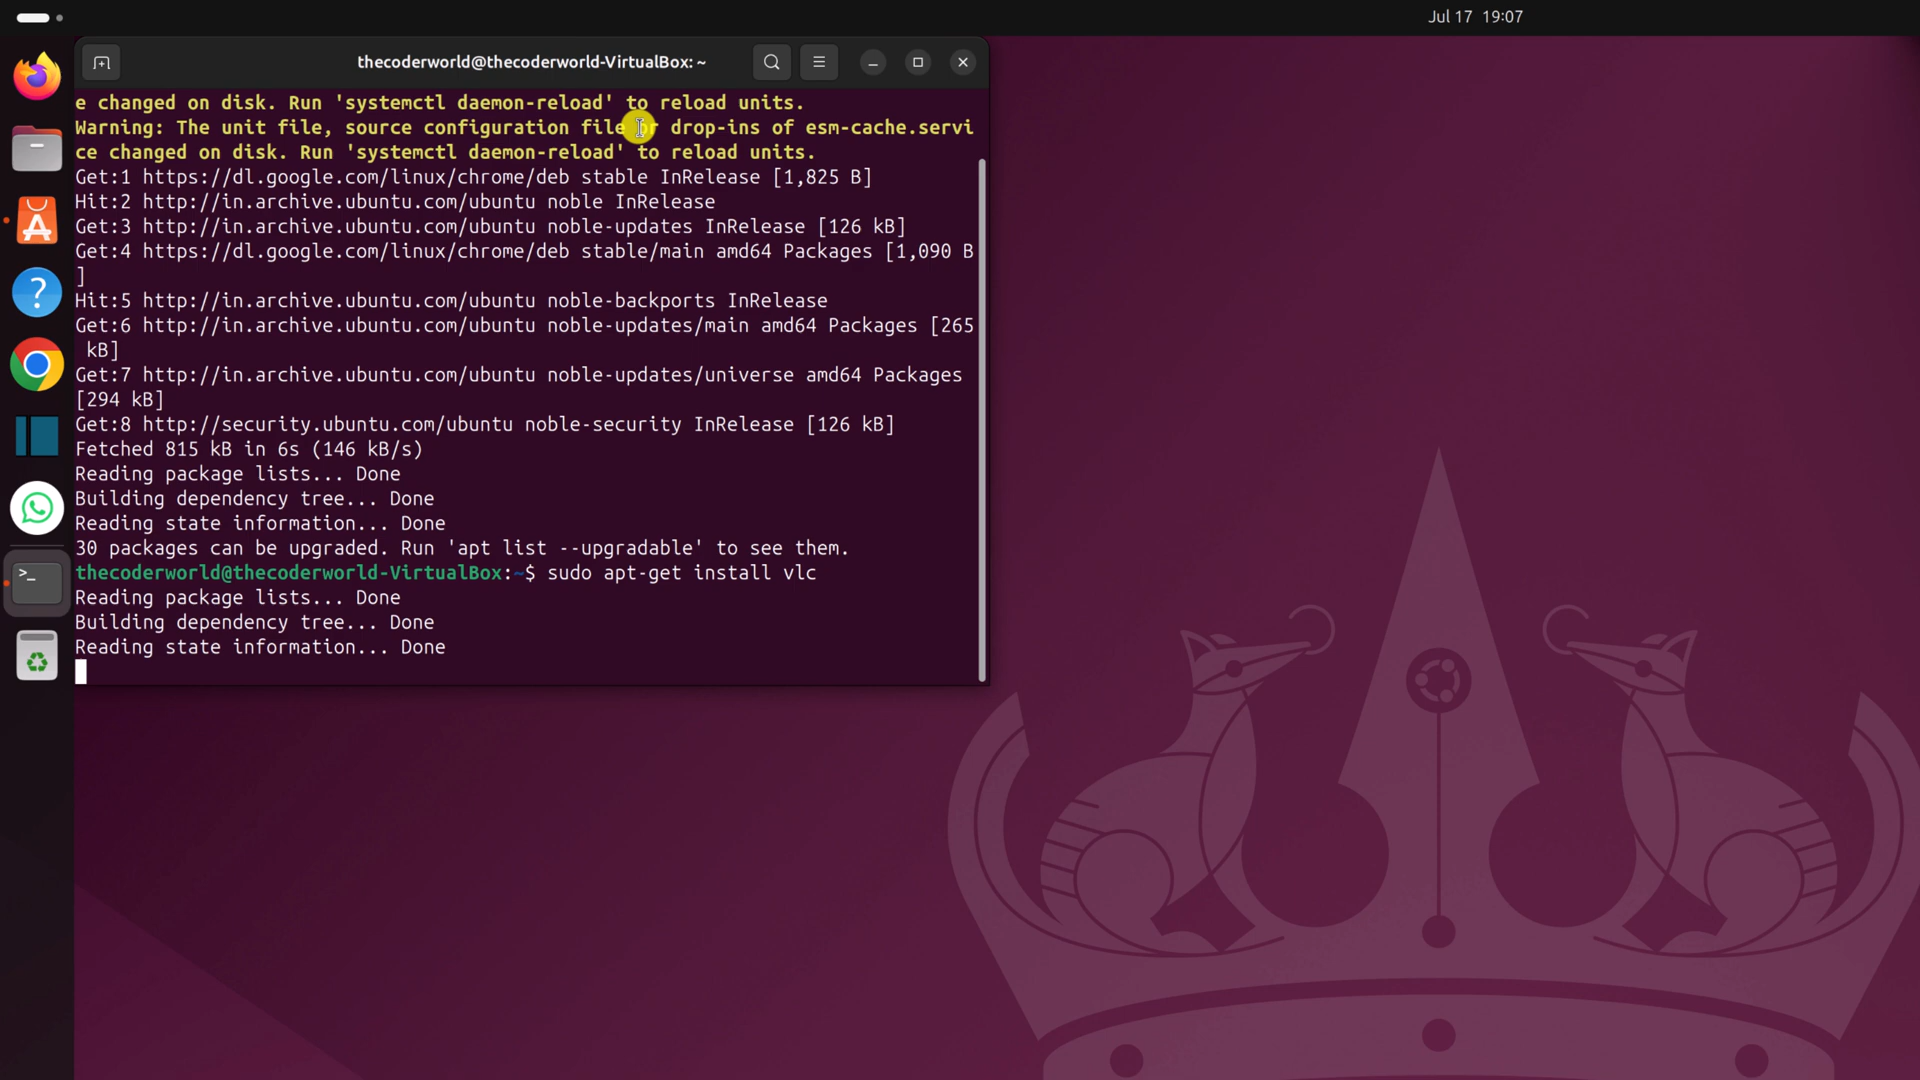 Jul 17 19:07
thecoderworld@thecoderworld-VirtualBox: ~
e changed on disk. Run 'systemctl daemon-reload' to reload units.
Warning: The unit file, source configuration file or drop-ins of esm-cache.servi
ce changed on disk. Run 'systemctl daemon-reload' to reload units.
Get:1 https://dl.google.com/linux/chrome/deb stable InRelease [1,825 B]
Hit:2 http://in.archive.ubuntu.com/ubuntu noble InRelease
Get:3 http://in.archive.ubuntu.com/ubuntu noble-updates InRelease [126 kB]
Get:4 https://dl.google.com/linux/chrome/deb stable/main amd64 Packages [1,090 B
]
Hit:5 http://in.archive.ubuntu.com/ubuntu noble-backports InRelease
Get:6 http://in.archive.ubuntu.com/ubuntu noble-updates/main amd64 Packages [265
 kB]
Get:7 http://in.archive.ubuntu.com/ubuntu noble-updates/universe amd64 Packages
[294 kB]
Get:8 http://security.ubuntu.com/ubuntu noble-security InRelease [126 kB]
Fetched 815 kB in 6s (146 kB/s)
Reading package lists... Done
Building dependency tree... Done
Reading state information... Done
30 packages can be upgraded. Run 'apt list --upgradable' to see them.
thecoderworld@thecoderworld-VirtualBox:~$ sudo apt-get install vlc
Reading package lists... Done
Building dependency tree... Done
Reading state information... Done